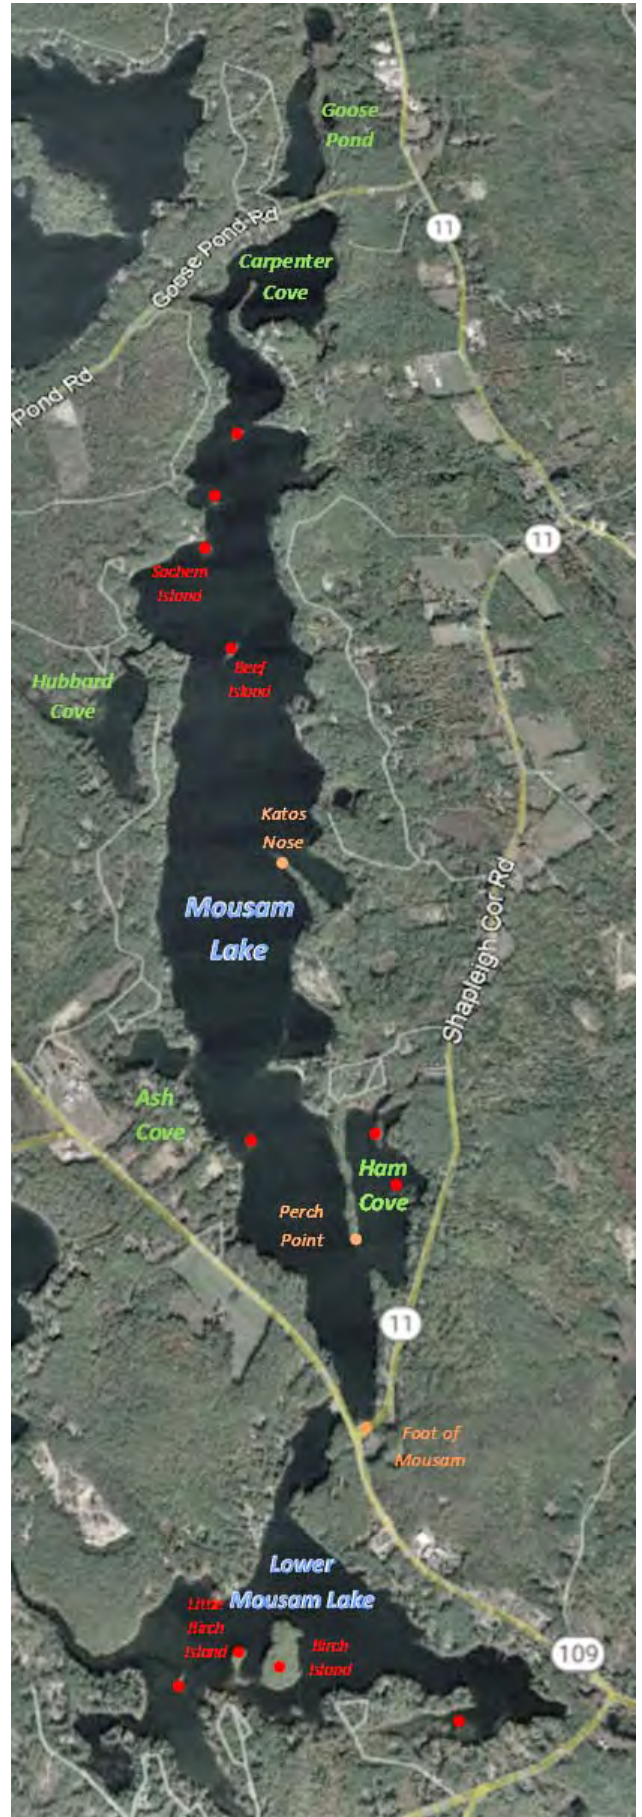 Goose
Pond
11
Goose Pond Rd
Carpenter
Cove
Pond Rd
11
Sachem
Island
Beef
Island
Hubbard
Cove
Katos
Nose
Mousam
Lake
Shapleigh Cor Rd
Ash
Cove
Ham
Cove
Perch
Point
11
Foot of
Mousam
Lower
Mousam Lake
Little
Birch
Island
Birch
Island
109